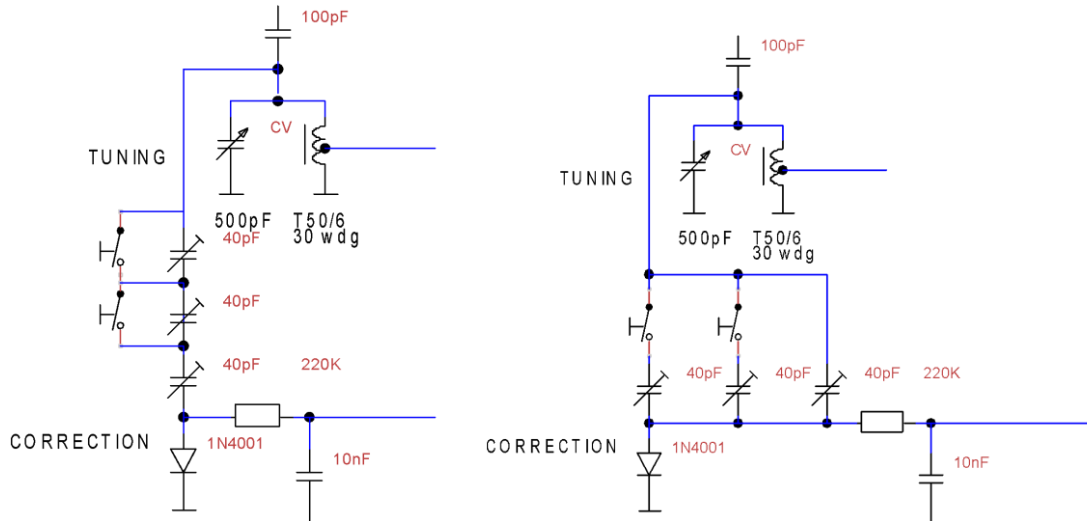 100pF
CV
TUNING
500pF
T50/6
30 wdg
40pF
40pF
40pF
220K
CORRECTION
1N4001
10nF
100pF
CV
TUNING
500pF
T50/6
30 wdg
40pF
40pF
40pF
220K
CORRECTION
1N4001
10nF